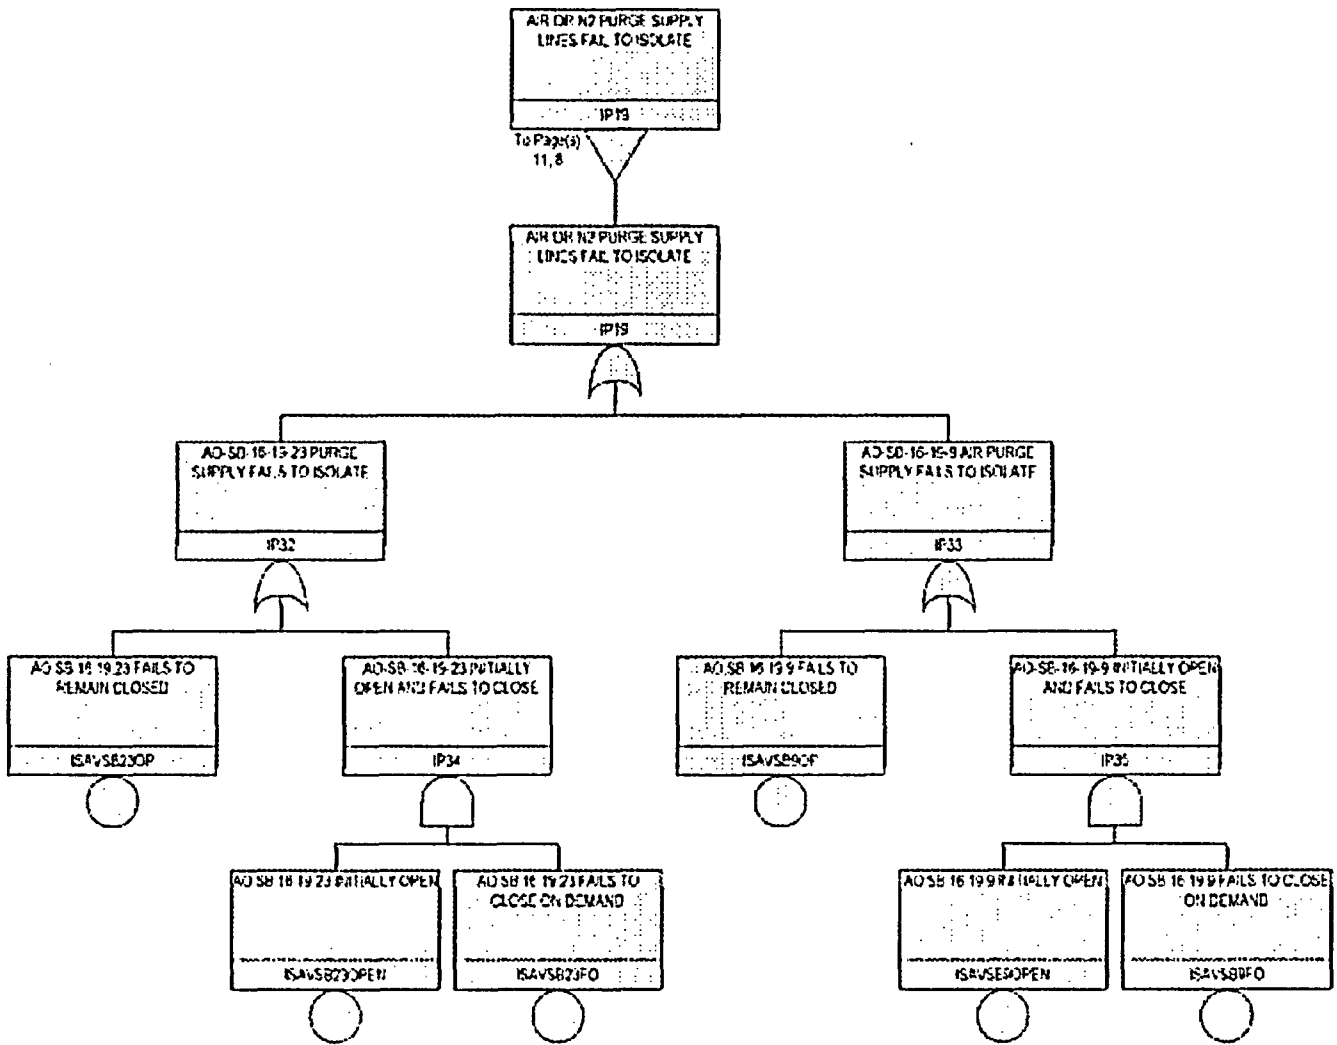 AIR OR N2 PURGE SUPPLY
LINES FAIL TO ISOLATE
IP19
To Page(s)
11, 8
AIR OR N2 PURGE SUPPLY
LINES FAIL TO ISOLATE
IP19
AO-SB-16-19-23 PURGE
SUPPLY FAILS TO ISOLATE
IP32
AO-SB-16-19-9 AIR PURGE
SUPPLY FAILS TO ISOLATE
IP33
AO-SB-16-19-23 FAILS TO
REMAIN CLOSED
ISAVSB23OP
AO-SB-16-19-23 INITIALLY
OPEN AND FAILS TO CLOSE
IP34
AO-SB-16-19-9 FAILS TO
REMAIN CLOSED
ISAVSB9OP
AO-SB-16-19-9 INITIALLY OPEN
AND FAILS TO CLOSE
IP35
AO-SB-16-19-23 INITIALLY OPEN
ISAVSB23OPEN
AO-SB-16-19-23 FAILS TO
CLOSE ON DEMAND
ISAVSB23FO
AO-SB-16-19-9 INITIALLY OPEN
ISAVSB9OPEN
AO-SB-16-19-9 FAILS TO CLOSE
ON DEMAND
ISAVSB9FO